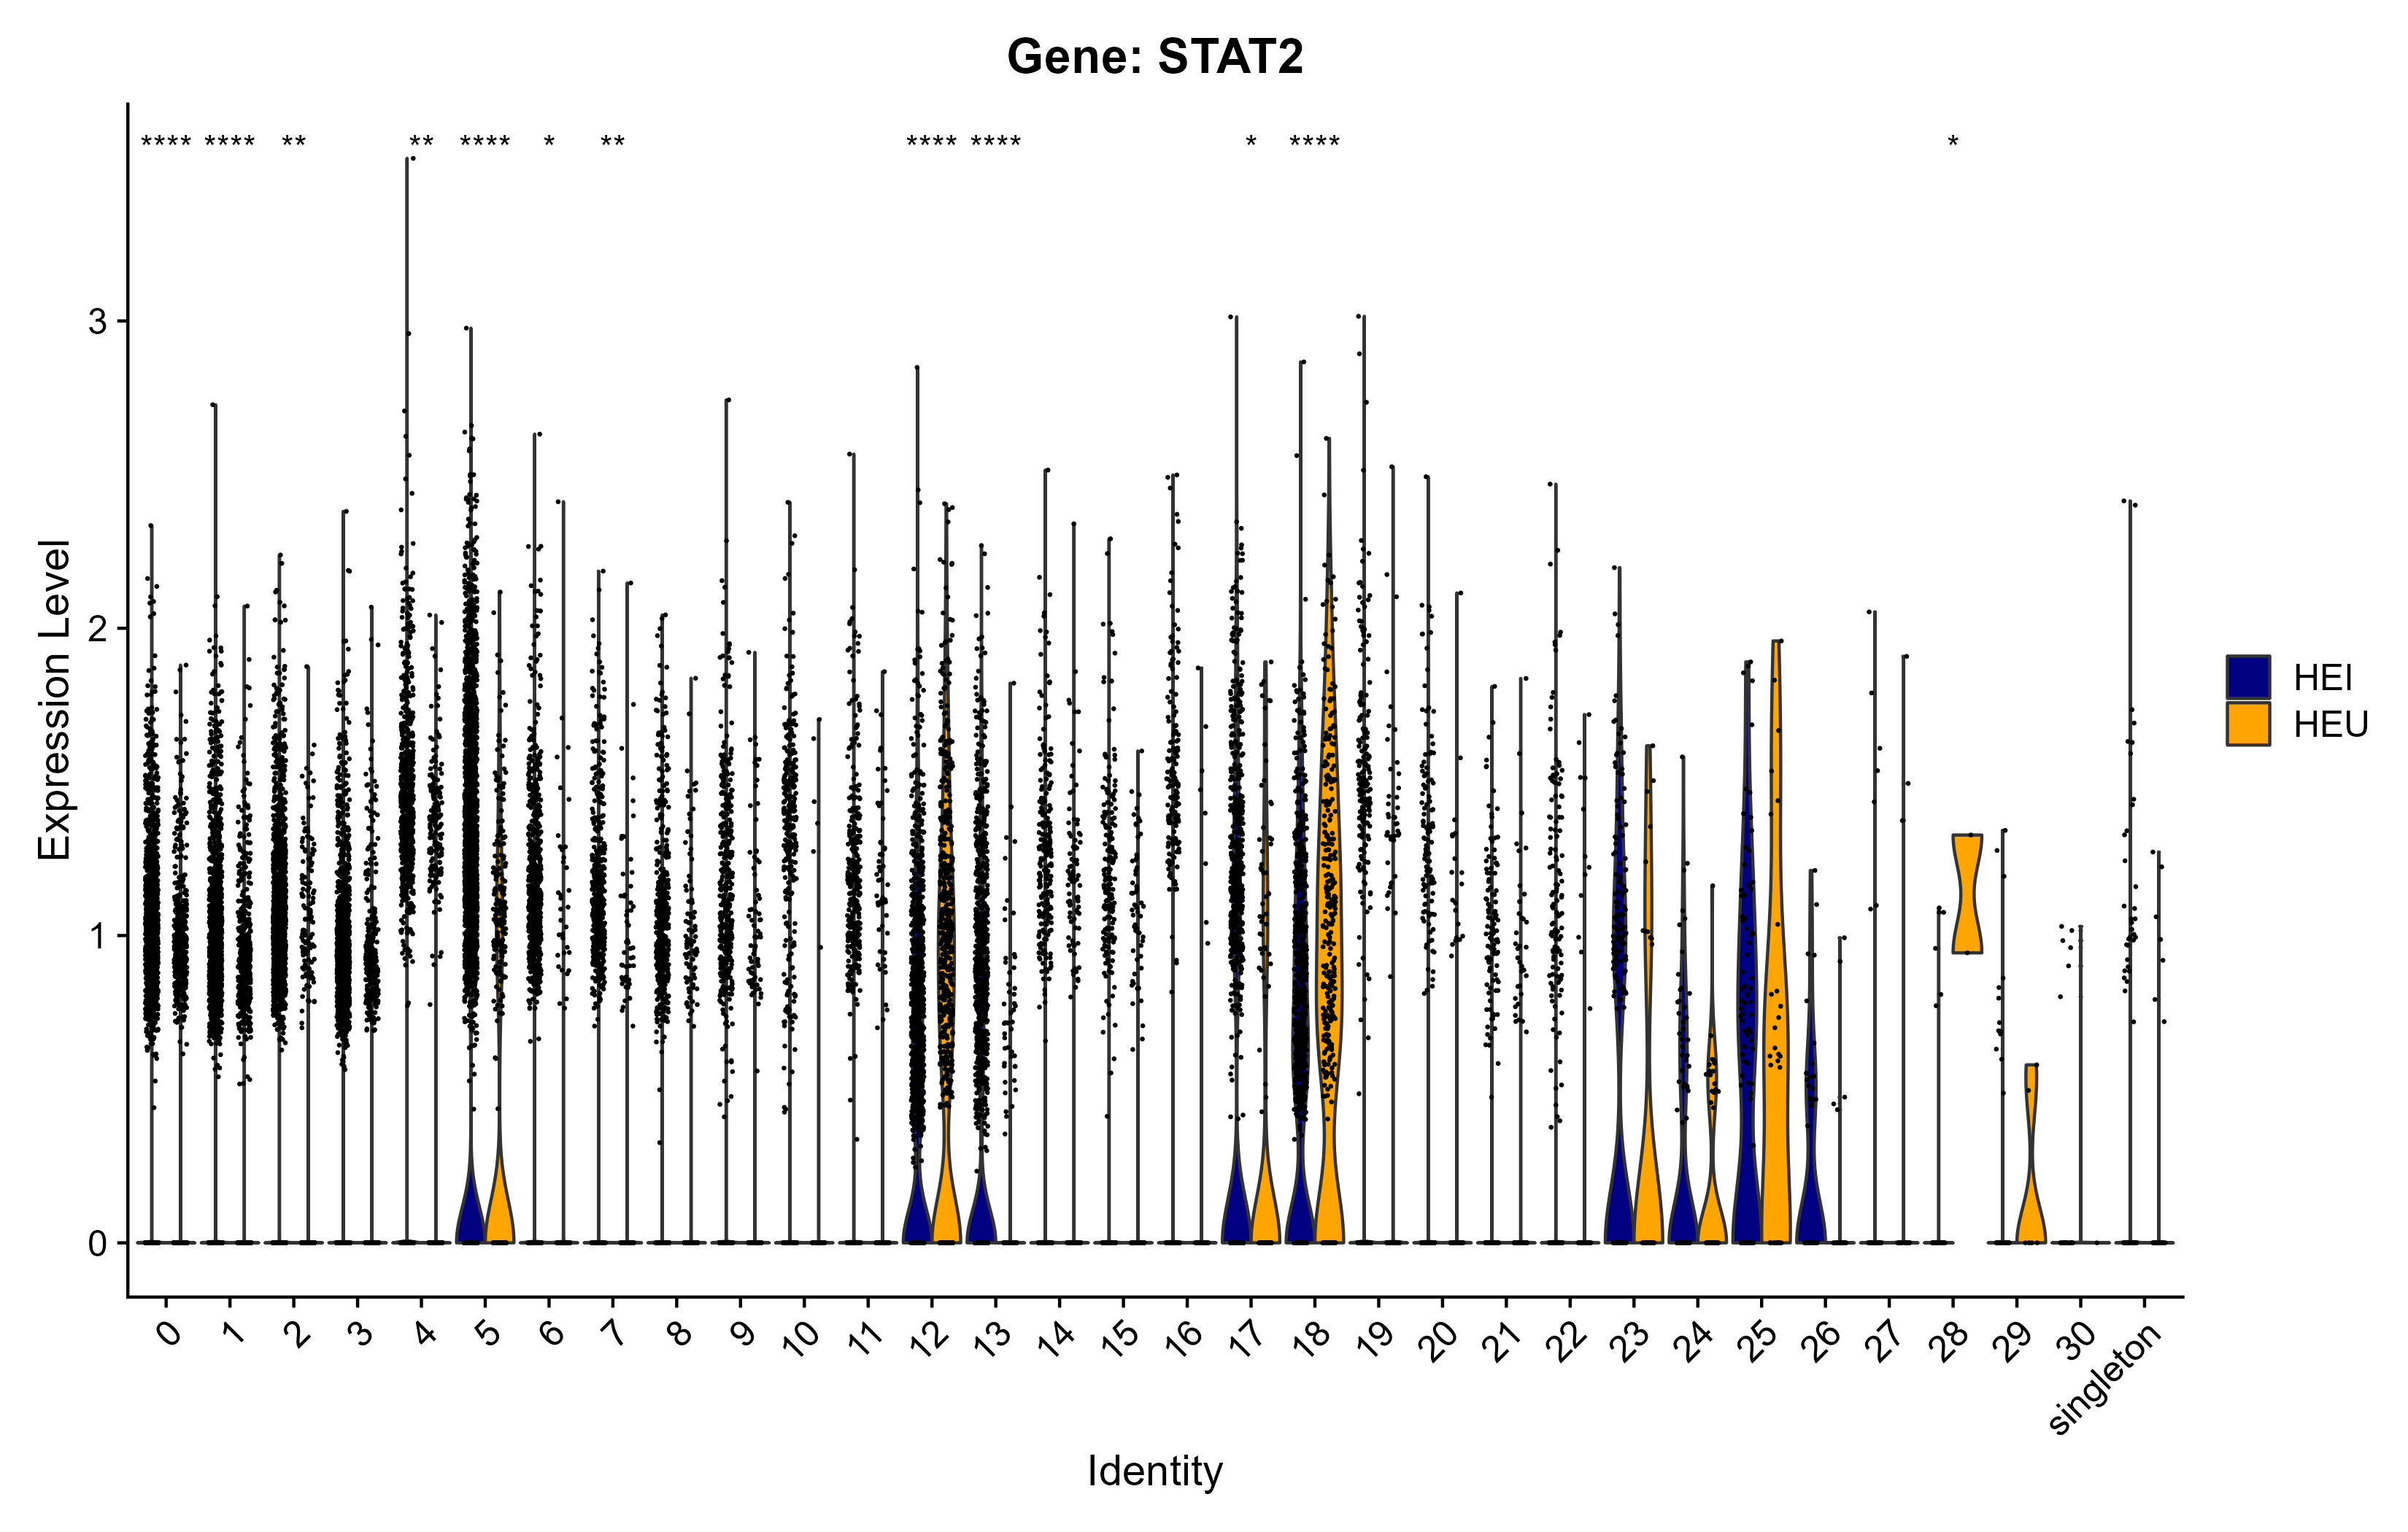 Gene: STAT2
**** **** ** ** **** * ** **** **** * **** *
Expression Level
3
2
1
0
HEI
HEU
0 1 2 3 4 5 6 7 8 9 10 11 12 13 14 15 16 17 18 19 20 21 22 23 24 25 26 27 28 29 30 singleton
Identity